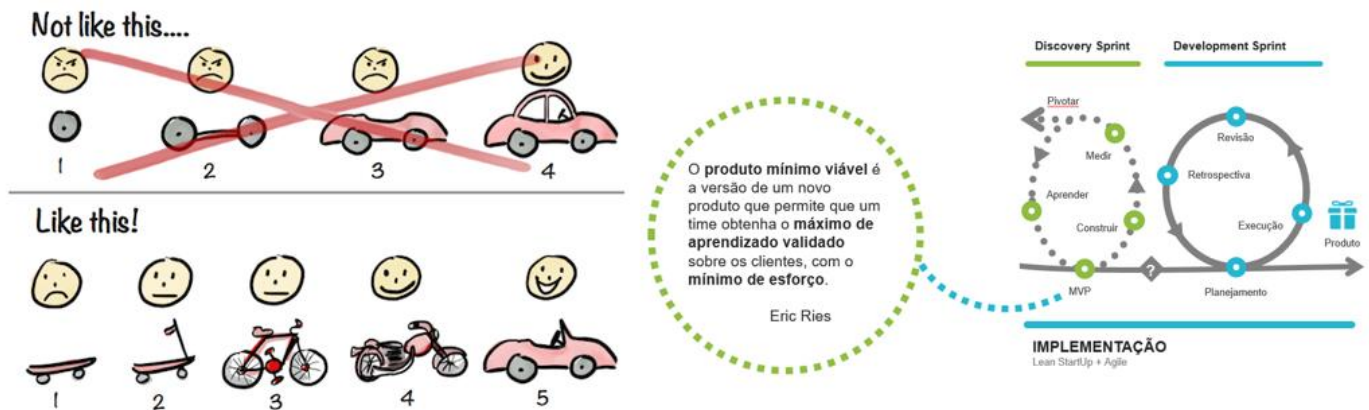 Not like this....
1
2
3
4
Like this!
1
2
3
4
5
O produto mínimo viável é
a versão de um novo
produto que permite que um
time obtenha o máximo de
aprendizado validado
sobre os clientes, com o
mínimo de esforço.
Eric Ries
Discovery Sprint
Development Sprint
Pivotar
Medir
Aprender
Construir
MVP
?
Revisão
Retrospectiva
Execução
Planejamento
Produto
IMPLEMENTAÇÃO
Lean StartUp + Agile